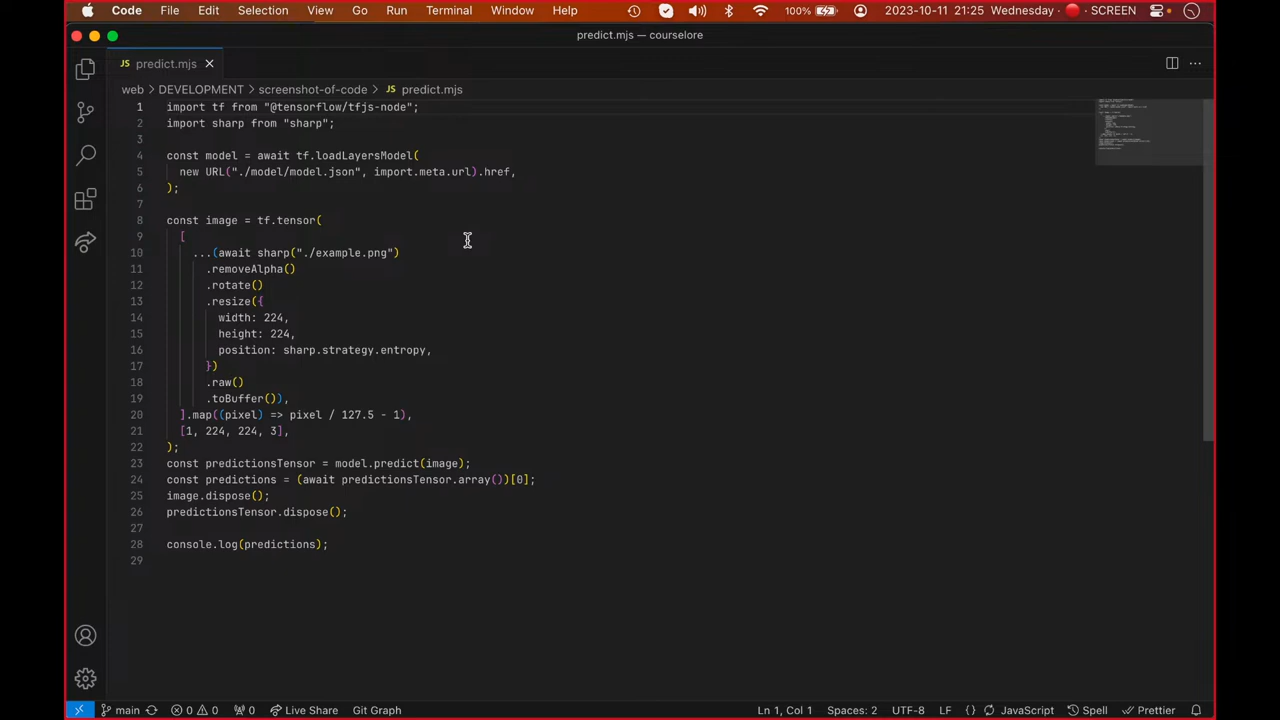 Code File Edit Selection View Go Run Terminal Window Help 100% 2023-10-11 21:25 Wednesday SCREEN
predict.mjs — courselore
JS predict.mjs
web > DEVELOPMENT > screenshot-of-code > JS predict.mjs
1 import tf from "@tensorflow/tfjs-node";
2 import sharp from "sharp";
3
4 const model = await tf.loadLayersModel(
5   new URL("./model/model.json", import.meta.url).href,
6 );
7
8 const image = tf.tensor(
9   [
10     ...(await sharp("./example.png")
11       .removeAlpha()
12       .rotate()
13       .resize({
14         width: 224,
15         height: 224,
16         position: sharp.strategy.entropy,
17       })
18       .raw()
19       .toBuffer()),
20   ].map((pixel) => pixel / 127.5 - 1),
21   [1, 224, 224, 3],
22 );
23 const predictionsTensor = model.predict(image);
24 const predictions = (await predictionsTensor.array())[0];
25 image.dispose();
26 predictionsTensor.dispose();
27
28 console.log(predictions);
29
main 0 0 0 Live Share Git Graph Ln 1, Col 1 Spaces: 2 UTF-8 LF {} JavaScript Spell Prettier